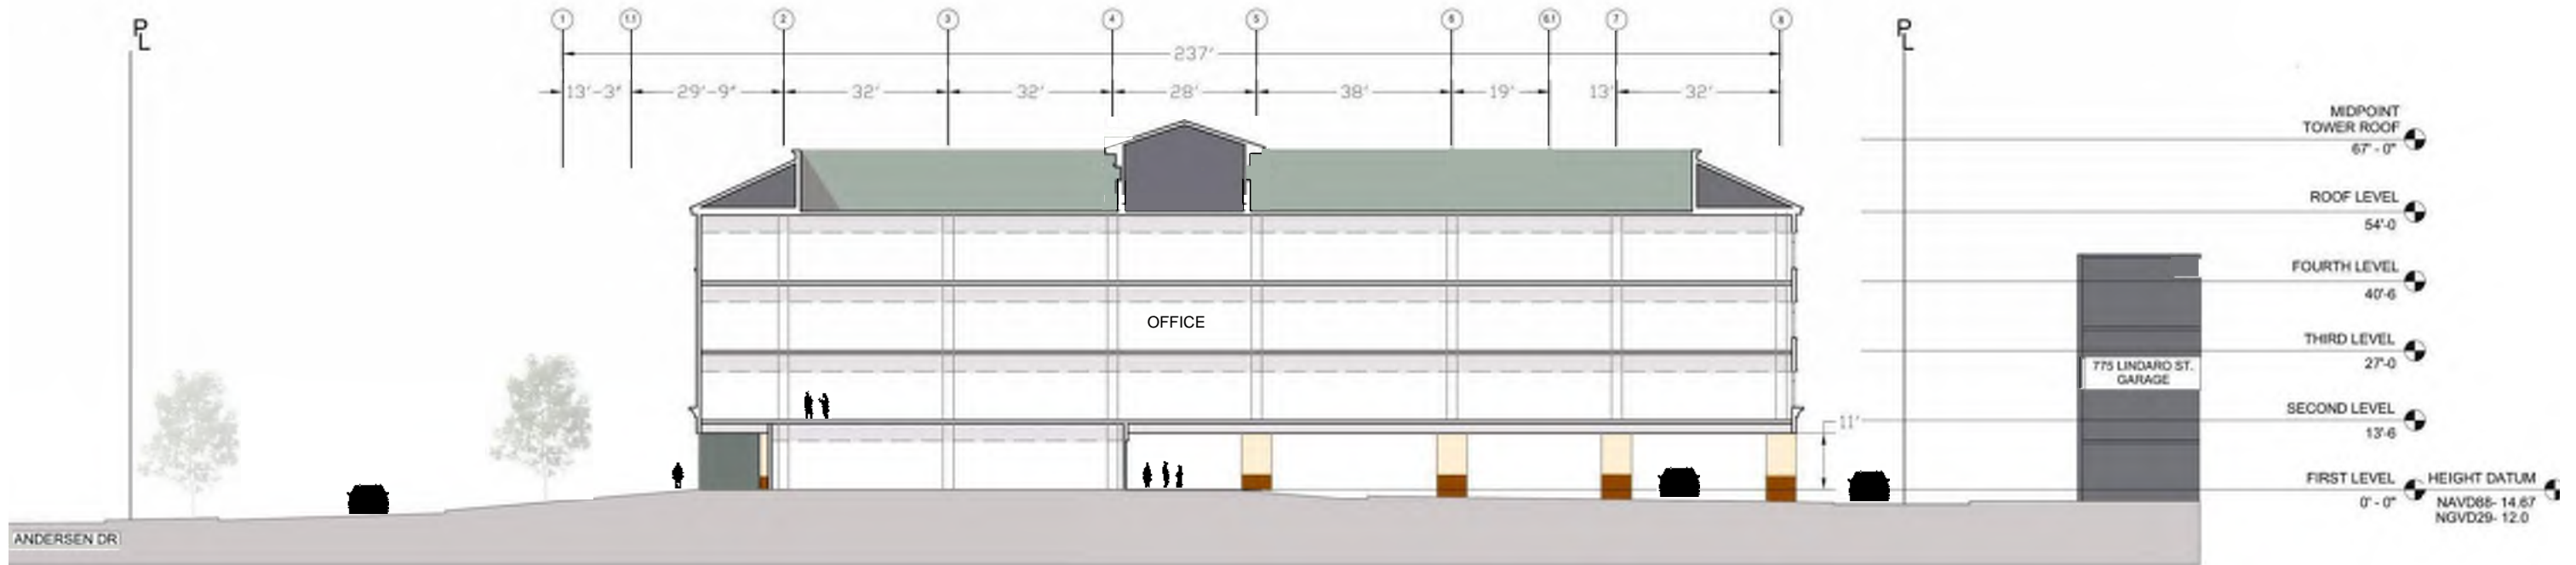 1 1.1 2 3 4 5 6 6.1 7 8
PL PL
237'
13'-3" 29'-9" 32' 32' 28' 38' 19' 13' 32'
MIDPOINT
TOWER ROOF
67' - 0"
ROOF LEVEL
54'-0
FOURTH LEVEL
40'-6
OFFICE
THIRD LEVEL
27'-0
775 LINDARO ST.
GARAGE
SECOND LEVEL
13'-6
11'
FIRST LEVEL
0' - 0"
HEIGHT DATUM
NAVD88- 14.67
NGVD29- 12.0
ANDERSEN DR